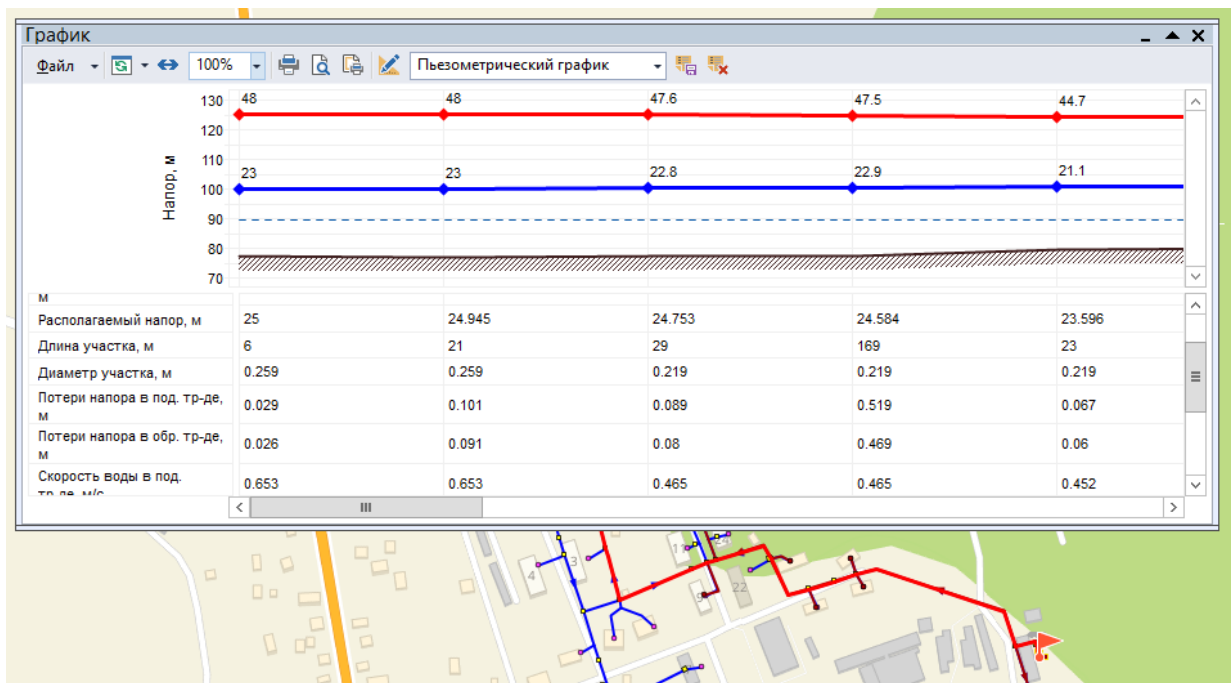 График
Файл 100% Пьезометрический график
130 48 48 47.6 47.5 44.7
120
110
100 23 23 22.8 22.9 21.1
90
80
70
Напор, м
м
Располагаемый напор, м 25 24.945 24.753 24.584 23.596
Длина участка, м 6 21 29 169 23
Диаметр участка, м 0.259 0.259 0.219 0.219 0.219
Потери напора в под. тр-де,
м 0.029 0.101 0.089 0.519 0.067
Потери напора в обр. тр-де,
м 0.026 0.091 0.08 0.469 0.06
Скорость воды в под.
тр-де, м/с 0.653 0.653 0.465 0.465 0.452
4
3
9
22